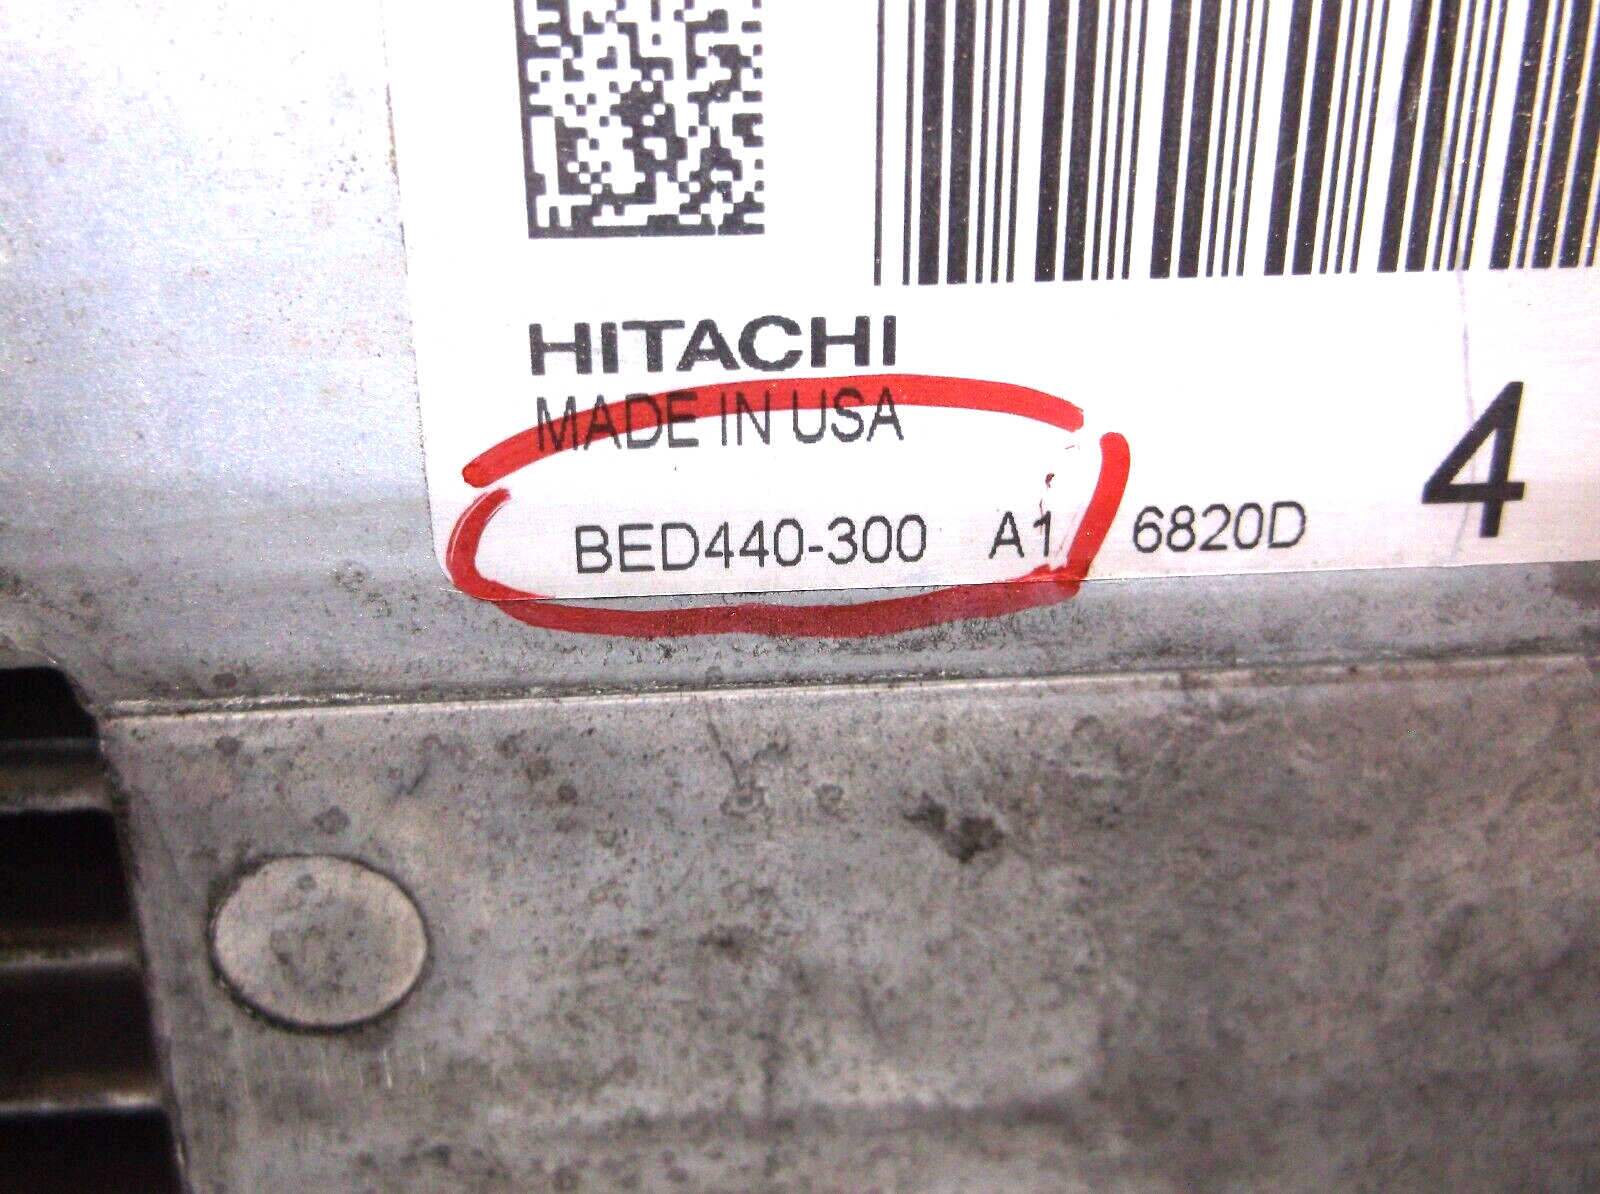 HITACHI
MADE IN USA
BED440-300 A1 6820D 4